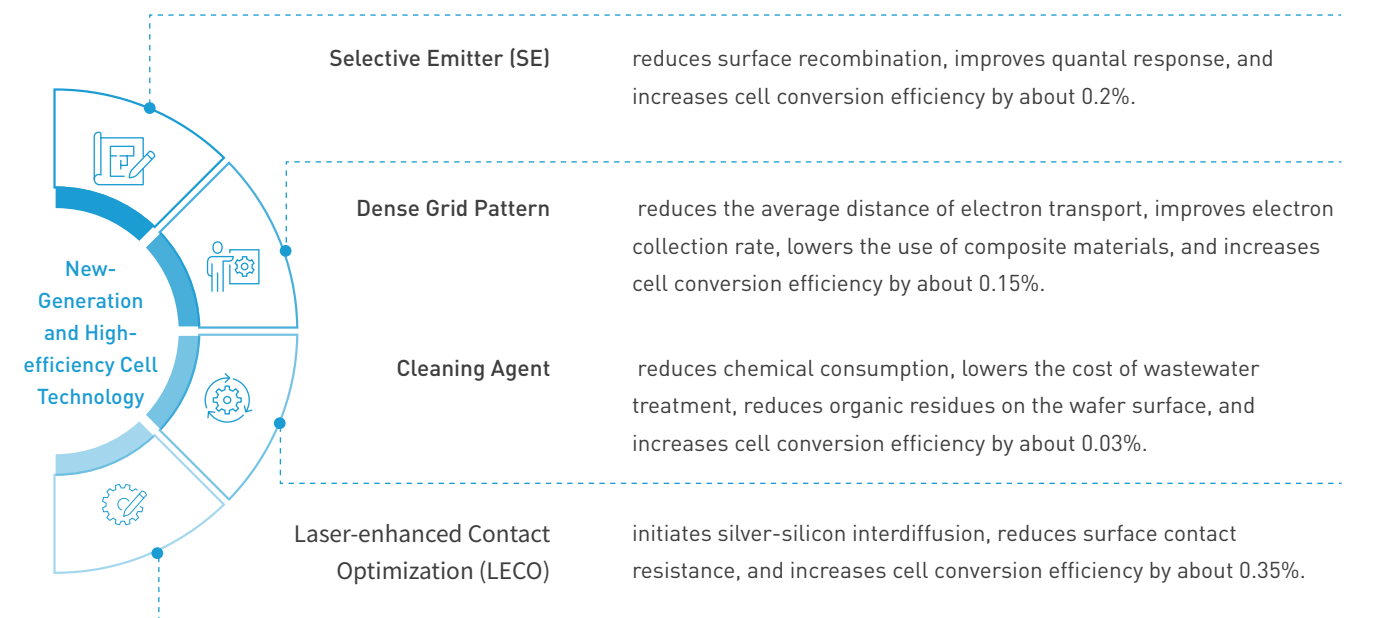 New-
Generation
and High-
efficiency Cell
Technology
Selective Emitter (SE)
reduces surface recombination, improves quantal response, and
increases cell conversion efficiency by about 0.2%.
Dense Grid Pattern
reduces the average distance of electron transport, improves electron
collection rate, lowers the use of composite materials, and increases
cell conversion efficiency by about 0.15%.
Cleaning Agent
reduces chemical consumption, lowers the cost of wastewater
treatment, reduces organic residues on the wafer surface, and
increases cell conversion efficiency by about 0.03%.
Laser-enhanced Contact
Optimization (LECO)
initiates silver-silicon interdiffusion, reduces surface contact
resistance, and increases cell conversion efficiency by about 0.35%.